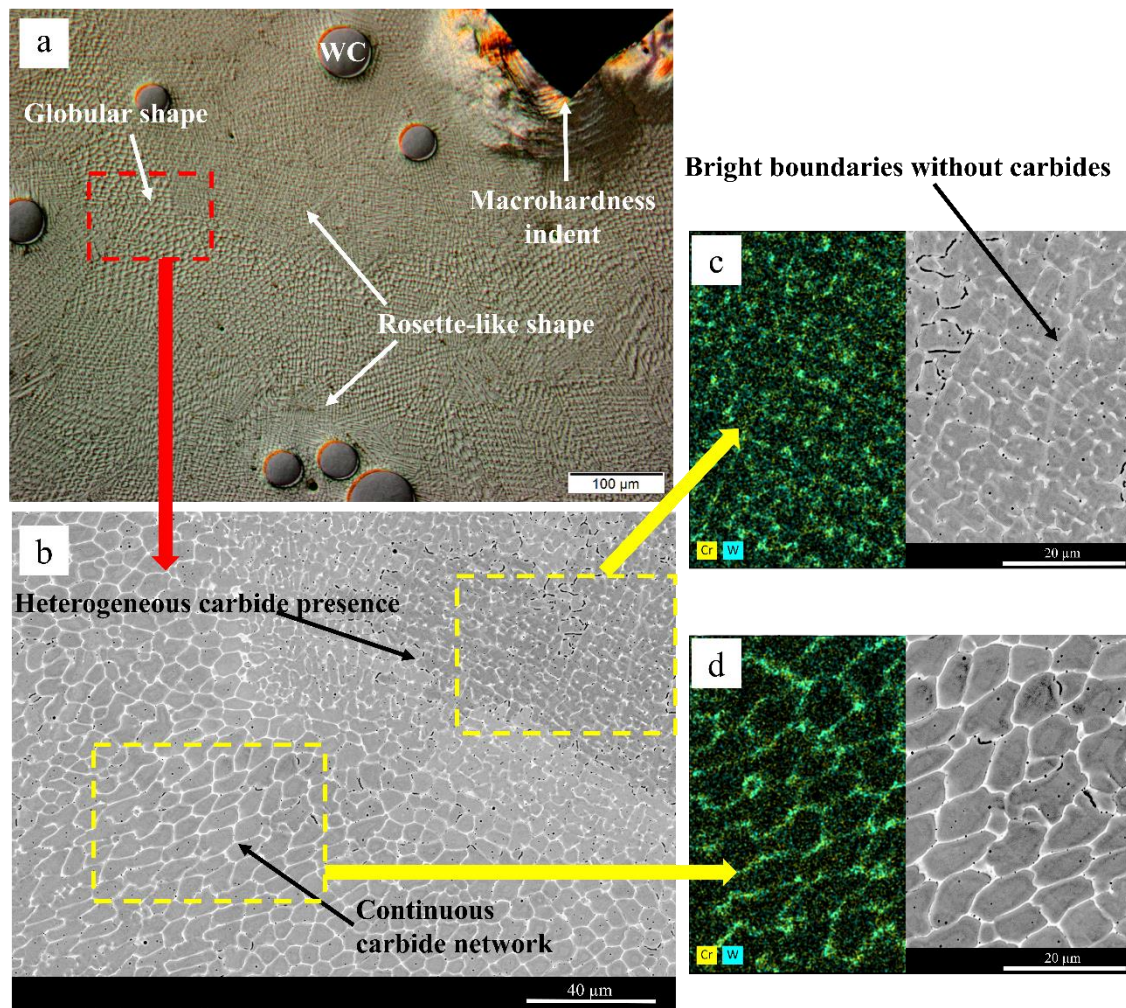 a
WC
Globular shape
Macrohardness
indent
Rosette-like shape
100 µm
Bright boundaries without carbides
c
Cr W
20 µm
b
Heterogeneous carbide presence
Continuous
carbide network
40 µm
d
Cr W
20 µm